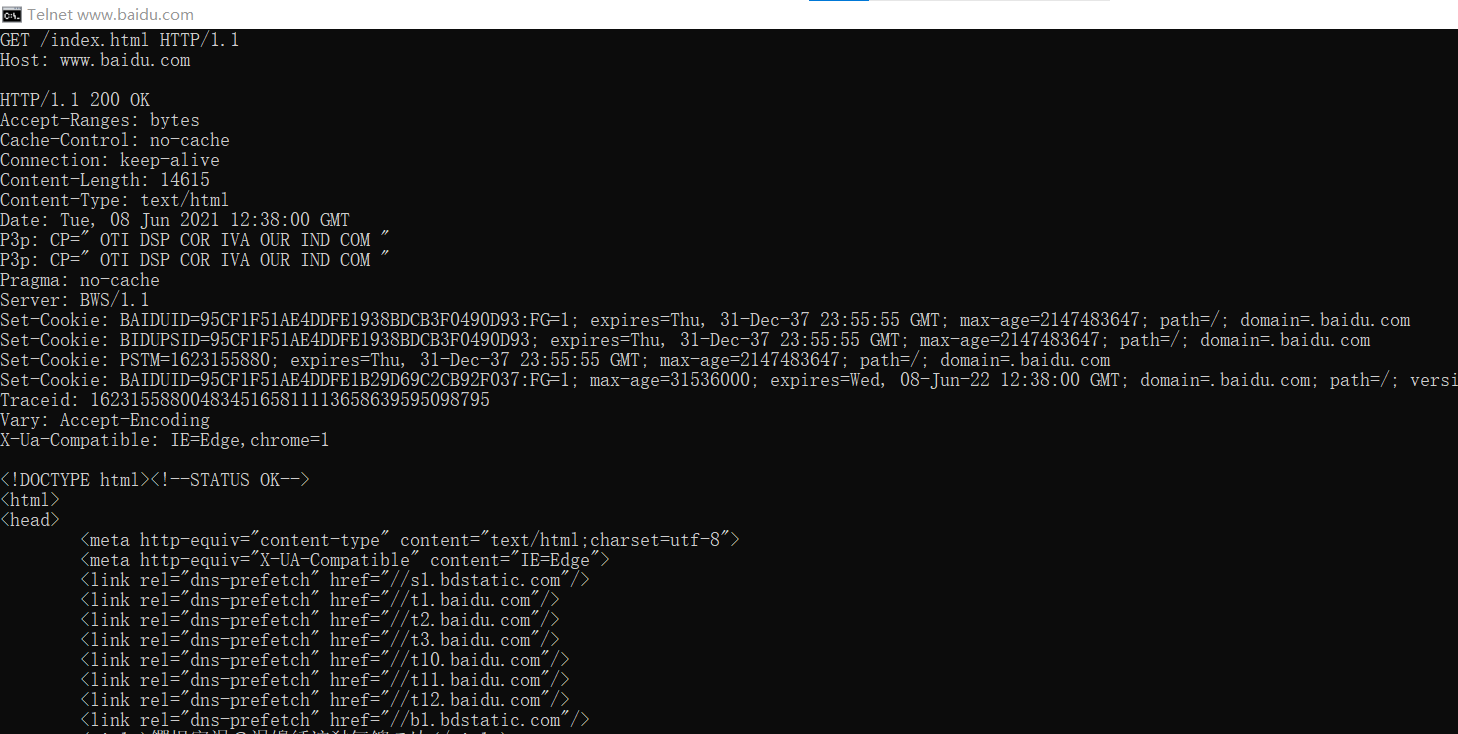 Telnet www.baidu.com
GET /index.html HTTP/1.1
Host: www.baidu.com
HTTP/1.1 200 OK
Accept-Ranges: bytes
Cache-Control: no-cache
Connection: keep-alive
Content-Length: 14615
Content-Type: text/html
Date: Tue, 08 Jun 2021 12:38:00 GMT
P3p: CP=" OTI DSP COR IVA OUR IND COM "
P3p: CP=" OTI DSP COR IVA OUR IND COM "
Pragma: no-cache
Server: BWS/1.1
Set-Cookie: BAIDUID=95CF1F51AE4DDFE1938BDCB3F0490D93:FG=1; expires=Thu, 31-Dec-37 23:55:55 GMT; max-age=2147483647; path=/; domain=.baidu.com
Set-Cookie: BIDUPSID=95CF1F51AE4DDFE1938BDCB3F0490D93; expires=Thu, 31-Dec-37 23:55:55 GMT; max-age=2147483647; path=/; domain=.baidu.com
Set-Cookie: PSTM=1623155880; expires=Thu, 31-Dec-37 23:55:55 GMT; max-age=2147483647; path=/; domain=.baidu.com
Set-Cookie: BAIDUID=95CF1F51AE4DDFE1B29D69C2CB92F037:FG=1; max-age=31536000; expires=Wed, 08-Jun-22 12:38:00 GMT; domain=.baidu.com; path=/; versi
Traceid: 1623155880048345165811113658639595098795
Vary: Accept-Encoding
X-Ua-Compatible: IE=Edge,chrome=1
<!DOCTYPE html><!--STATUS OK-->
<html>
<head>
<meta http-equiv="content-type" content="text/html;charset=utf-8">
<meta http-equiv="X-UA-Compatible" content="IE=Edge">
<link rel="dns-prefetch" href="//s1.bdstatic.com"/>
<link rel="dns-prefetch" href="//t1.baidu.com"/>
<link rel="dns-prefetch" href="//t2.baidu.com"/>
<link rel="dns-prefetch" href="//t3.baidu.com"/>
<link rel="dns-prefetch" href="//t10.baidu.com"/>
<link rel="dns-prefetch" href="//t11.baidu.com"/>
<link rel="dns-prefetch" href="//t12.baidu.com"/>
<link rel="dns-prefetch" href="//b1.bdstatic.com"/>